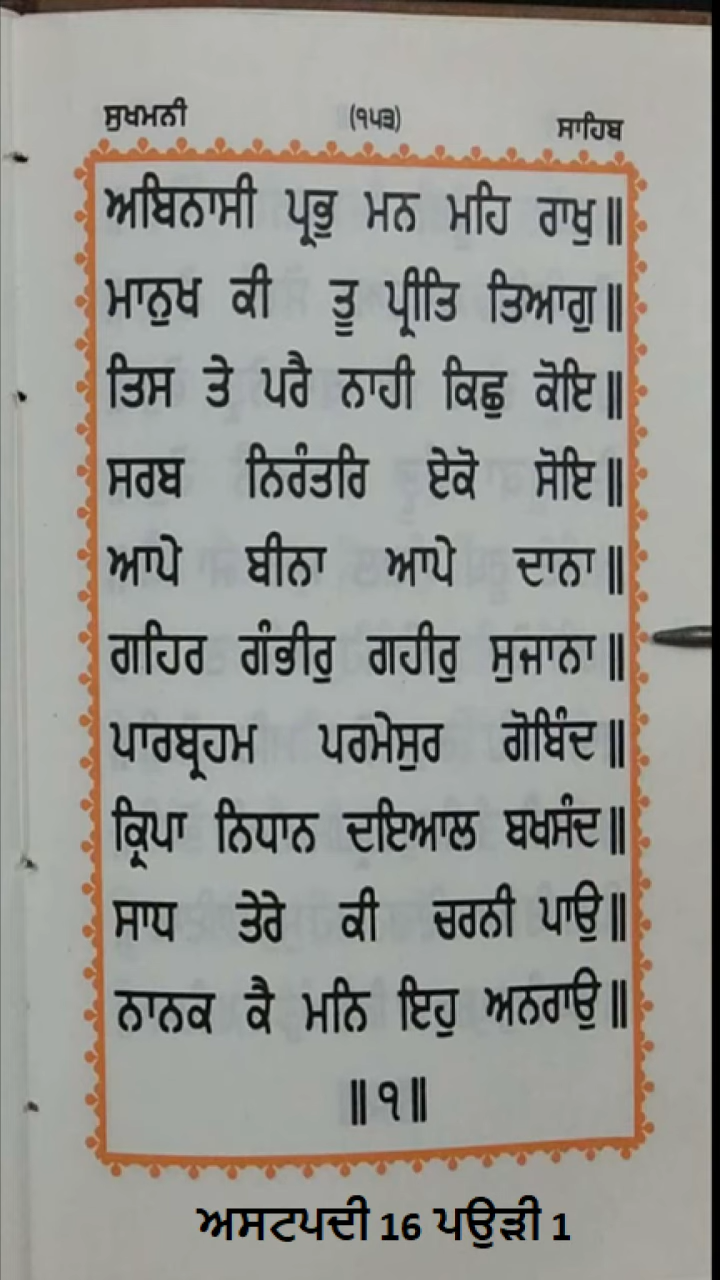 ਸੁਖਮਨੀ (੧੫੩) ਸਾਹਿਬ
ਅਬਿਨਾਸੀ ਪ੍ਰਭੁ ਮਨ ਮਹਿ ਰਾਖੁ॥
ਮਾਨੁਖ ਕੀ ਤੂ ਪ੍ਰੀਤਿ ਤਿਆਗੁ॥
ਤਿਸ ਤੇ ਪਰੈ ਨਾਹੀ ਕਿਛੁ ਕੋਇ॥
ਸਰਬ ਨਿਰੰਤਰਿ ਏਕੋ ਸੋਇ॥
ਆਪੇ ਬੀਨਾ ਆਪੇ ਦਾਨਾ॥
ਗਹਿਰ ਗੰਭੀਰੁ ਗਹੀਰੁ ਸੁਜਾਨਾ॥
ਪਾਰਬ੍ਰਹਮ ਪਰਮੇਸੁਰ ਗੋਬਿੰਦ॥
ਕ੍ਰਿਪਾ ਨਿਧਾਨ ਦਇਆਲ ਬਖਸੰਦ॥
ਸਾਧ ਤੇਰੇ ਕੀ ਚਰਨੀ ਪਾਉ॥
ਨਾਨਕ ਕੈ ਮਨਿ ਇਹੁ ਅਨਰਾਉ॥
॥੧॥
ਅਸਟਪਦੀ 16 ਪਉੜੀ 1